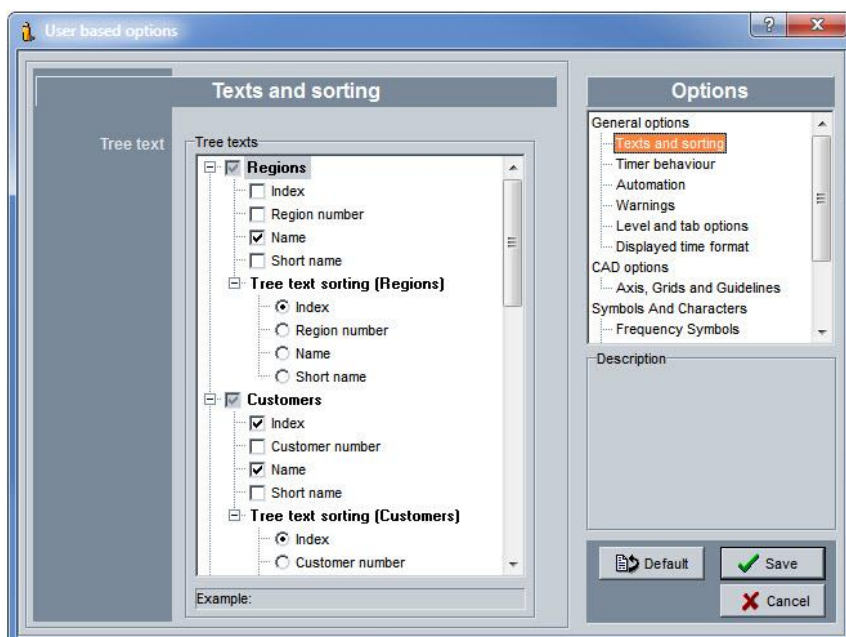 User based options
?
X
Texts and sorting
Tree text
Tree texts
Regions
Index
Region number
Name
Short name
Tree text sorting (Regions)
Index
Region number
Name
Short name
Customers
Index
Customer number
Name
Short name
Tree text sorting (Customers)
Index
Customer number
Example:
Options
General options
Texts and sorting
Timer behaviour
Automation
Warnings
Level and tab options
Displayed time format
CAD options
Axis, Grids and Guidelines
Symbols And Characters
Frequency Symbols
Description
Default
Save
Cancel